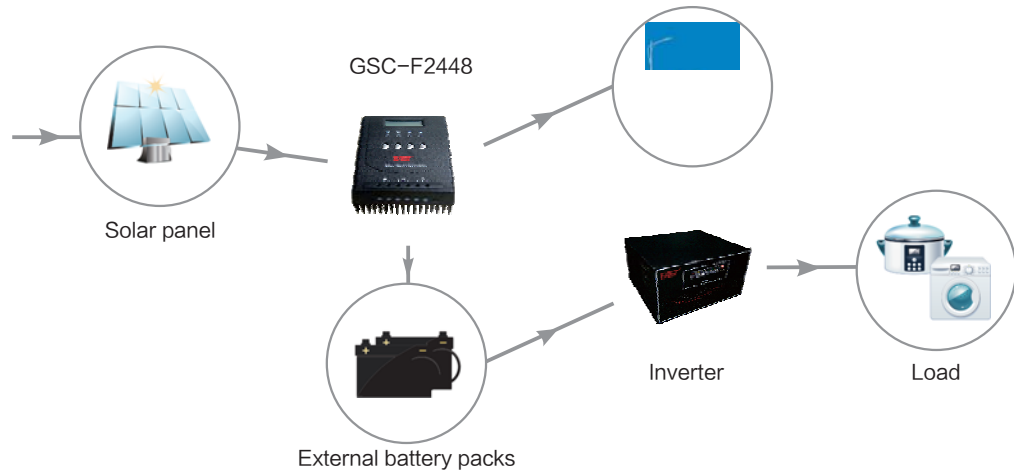 GSC-F2448
Solar panel
Inverter
Load
External battery packs